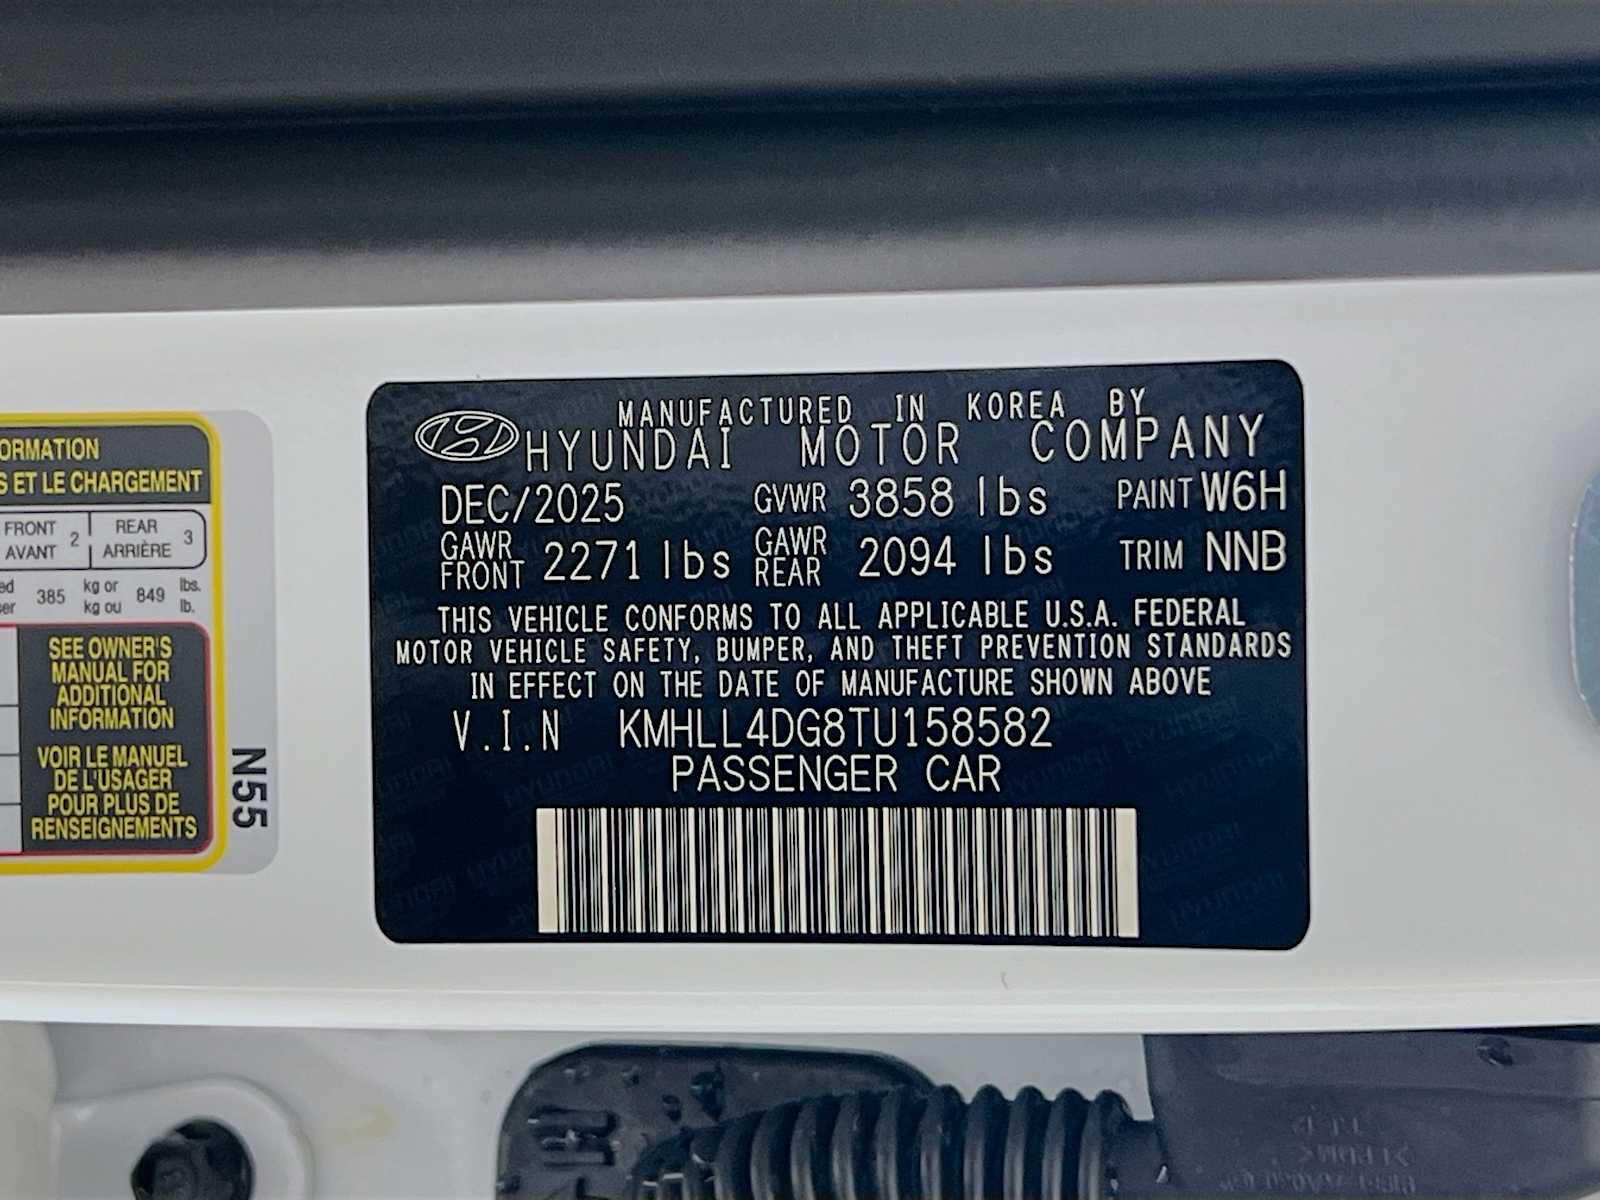 ORMATION
S ET LE CHARGEMENT
FRONT
AVANT 2
REAR
ARRIÈRE 3
385 kg or
kg ou 849 lbs.
lb.
SEE OWNER'S
MANUAL FOR
ADDITIONAL
INFORMATION
VOIR LE MANUEL
DE L'USAGER
POUR PLUS DE
RENSEIGNEMENTS
N55
MANUFACTURED IN KOREA BY
HYUNDAI MOTOR COMPANY
DEC/2025 GVWR 3858 lbs PAINT W6H
GAWR FRONT 2271 lbs GAWR REAR 2094 lbs TRIM NNB
THIS VEHICLE CONFORMS TO ALL APPLICABLE U.S.A. FEDERAL
MOTOR VEHICLE SAFETY, BUMPER, AND THEFT PREVENTION STANDARDS
IN EFFECT ON THE DATE OF MANUFACTURE SHOWN ABOVE
V.I.N KMHLL4DG8TU158582
PASSENGER CAR